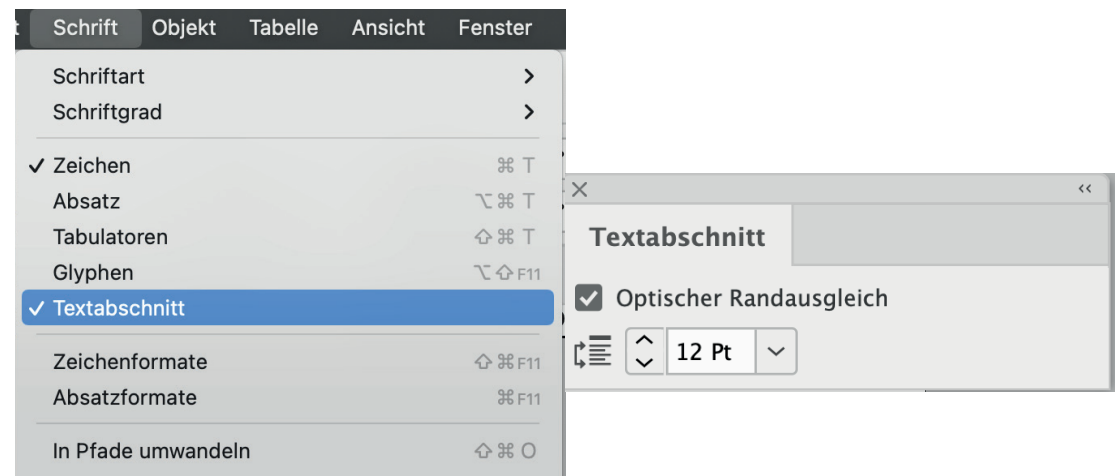 t Schrift Objekt Tabelle Ansicht Fenster
Schriftart
Schriftgrad
Zeichen ⌘ T
Absatz ⌥⌘ T
Tabulatoren ⇧⌘ T
Glyphen ⌥⇧F11
Textabschnitt
Zeichenformate ⇧⌘F11
Absatzformate ⌘F11
In Pfade umwandeln ⇧⌘ O
Textabschnitt
Optischer Randausgleich
12 Pt